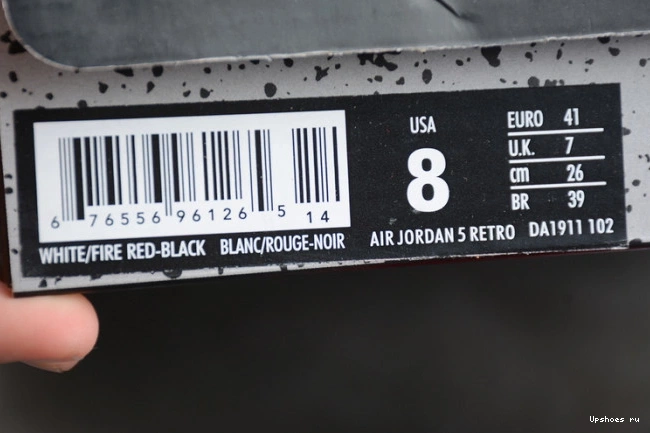 USA
8
EURO 41
U.K. 7
cm 26
BR 39
6 76556 96126 5 14
WHITE/FIRE RED-BLACK BLANC/ROUGE-NOIR
AIR JORDAN 5 RETRO DA1911 102
Upshoes ru